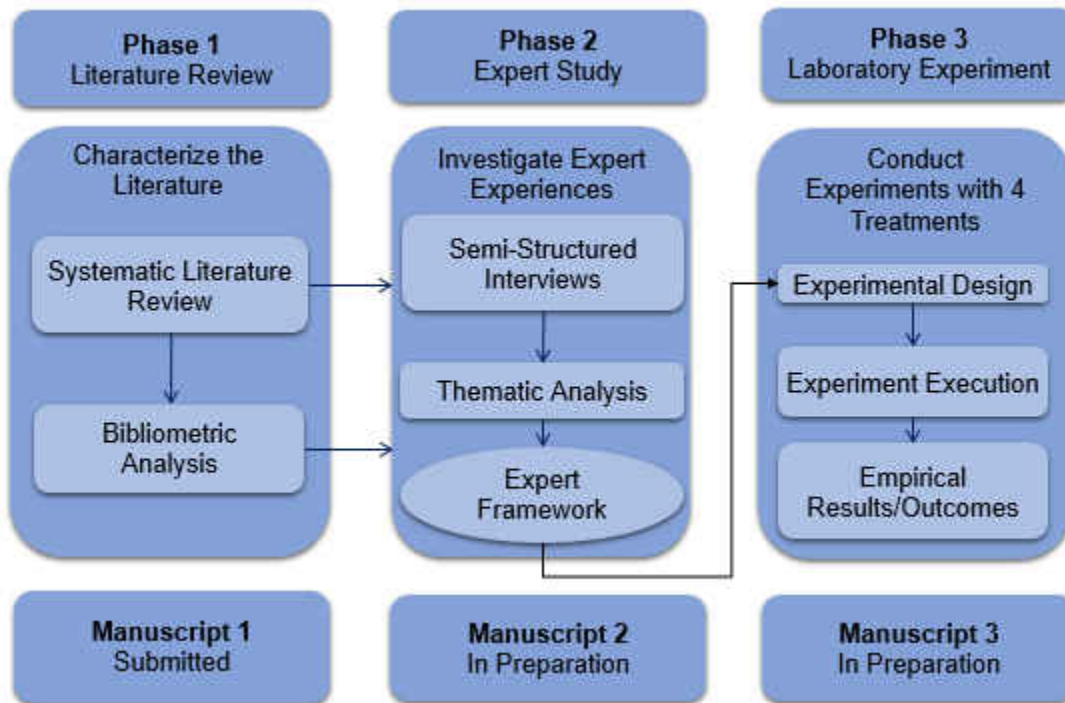 Phase 1
Literature Review
Phase 2
Expert Study
Phase 3
Laboratory Experiment
Characterize the
Literature
Systematic Literature
Review
Bibliometric
Analysis
Investigate Expert
Experiences
Semi-Structured
Interviews
Thematic Analysis
Expert
Framework
Conduct
Experiments with 4
Treatments
Experimental Design
Experiment Execution
Empirical
Results/Outcomes
Manuscript 1
Submitted
Manuscript 2
In Preparation
Manuscript 3
In Preparation